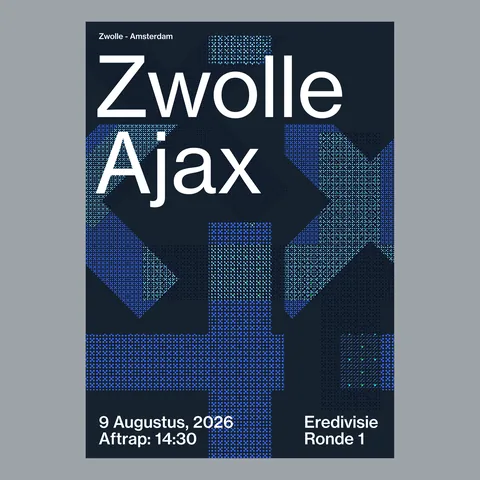 Zwolle - Amsterdam
Zwolle
Ajax
9 Augustus, 2026
Aftrap: 14:30
Eredivisie
Ronde 1